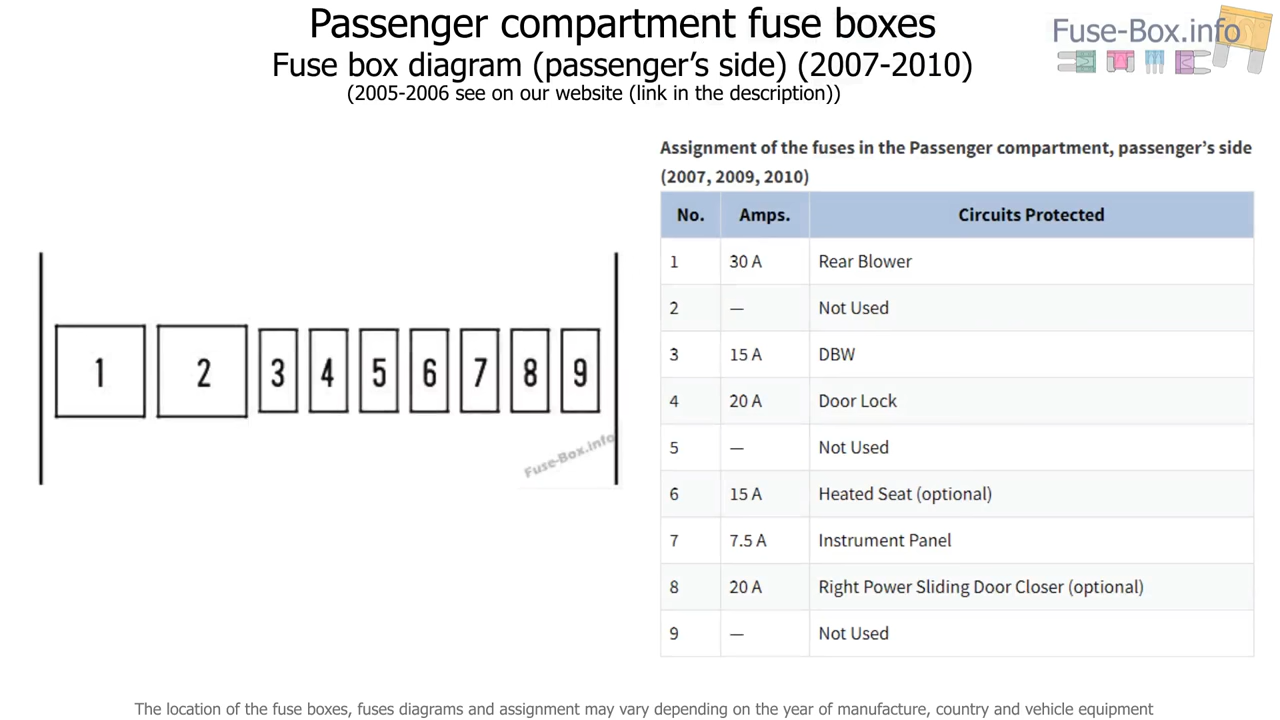 Passenger compartment fuse boxes
Fuse box diagram (passenger's side) (2007-2010)
(2005-2006 see on our website (link in the description))
Fuse-Box.info
1 2 3 4 5 6 7 8 9
Fuse-Box.info
Assignment of the fuses in the Passenger compartment, passenger's side
(2007, 2009, 2010)
No. Amps. Circuits Protected
1 30 A Rear Blower
2 — Not Used
3 15 A DBW
4 20 A Door Lock
5 — Not Used
6 15 A Heated Seat (optional)
7 7.5 A Instrument Panel
8 20 A Right Power Sliding Door Closer (optional)
9 — Not Used
The location of the fuse boxes, fuses diagrams and assignment may vary depending on the year of manufacture, country and vehicle equipment